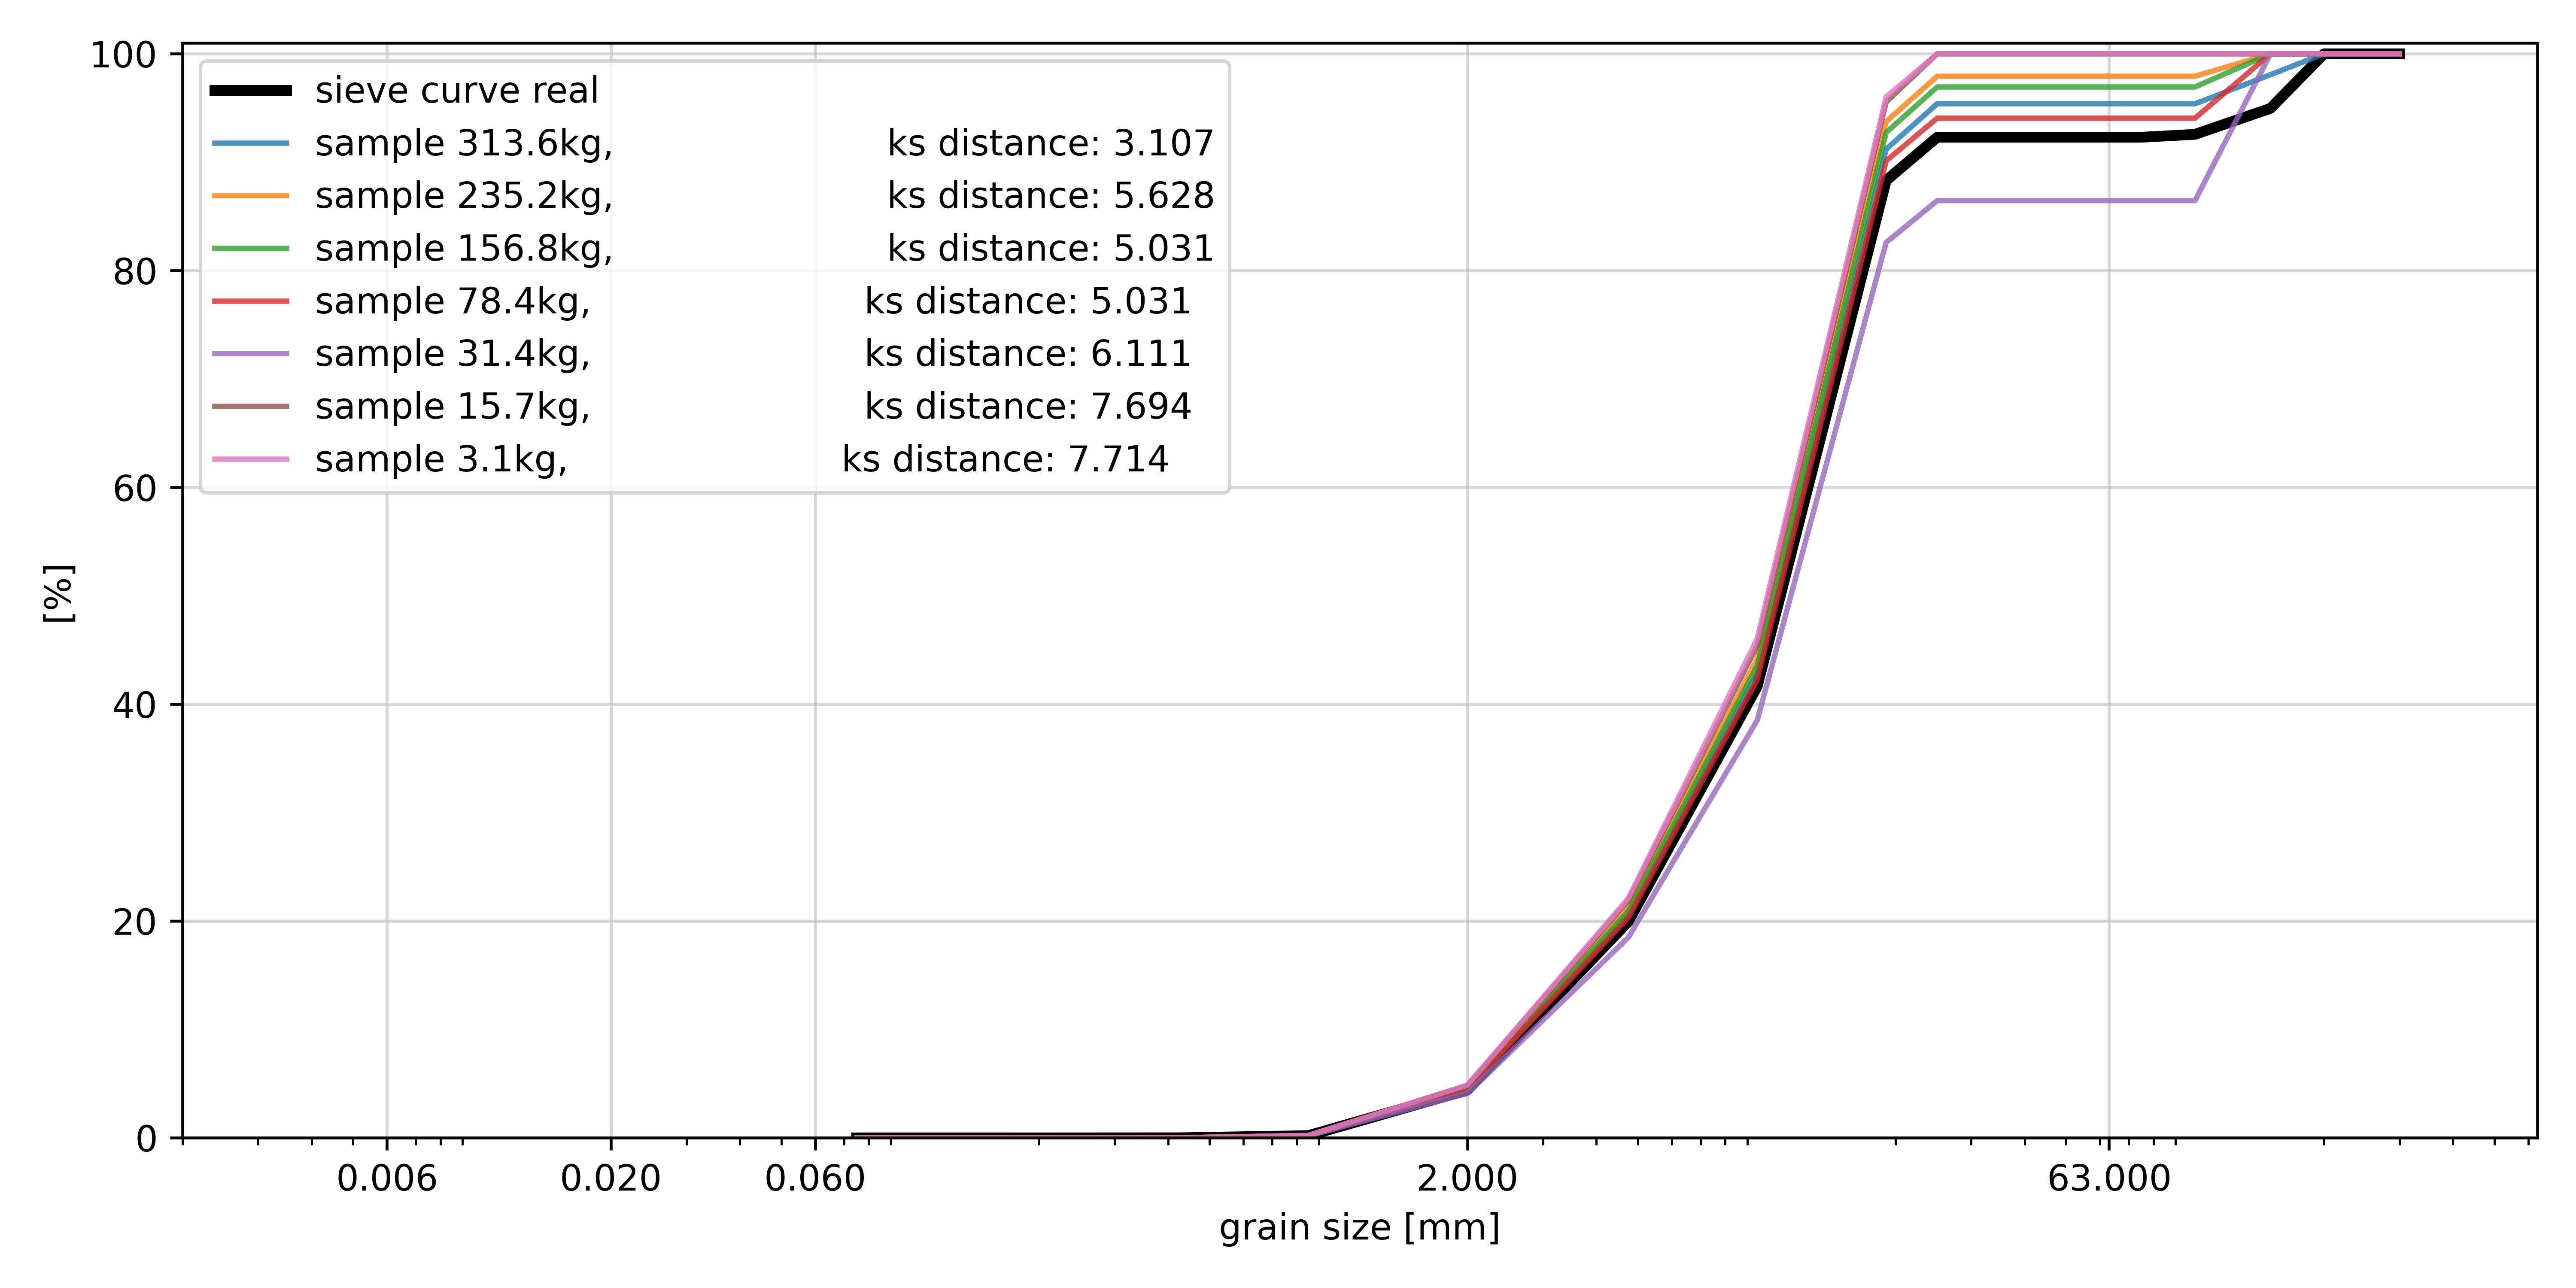 100
80
60
40
20
0
[%]
sieve curve real
sample 313.6kg, ks distance: 3.107
sample 235.2kg, ks distance: 5.628
sample 156.8kg, ks distance: 5.031
sample 78.4kg, ks distance: 5.031
sample 31.4kg, ks distance: 6.111
sample 15.7kg, ks distance: 7.694
sample 3.1kg, ks distance: 7.714
0.006 0.020 0.060 2.000 63.000
grain size [mm]